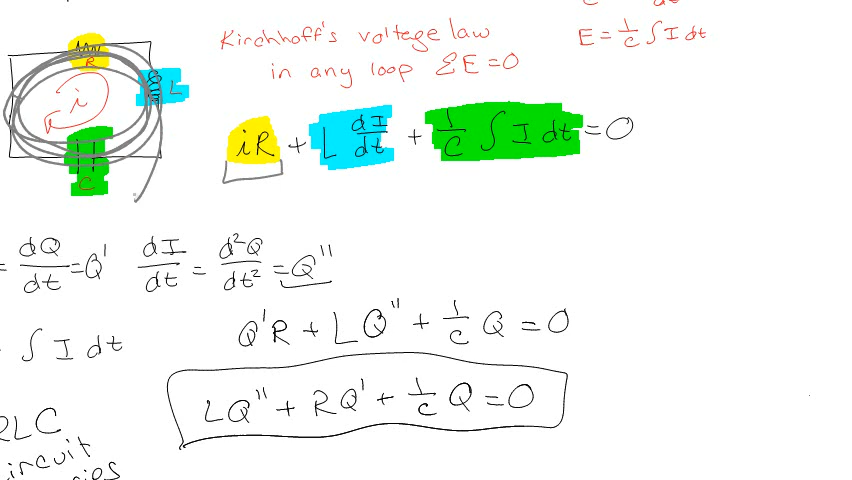 Kirchhoff's voltage law
in any loop ΣE=0
E = 1/C ∫ I dt
R
L
i
C
iR + L dI/dt + 1/C ∫ I dt = 0
= dQ/dt = Q' dI/dt = d²Q/dt² = Q''
∫ I dt
Q'R + LQ'' + 1/C Q = 0
LQ'' + RQ' + 1/C Q = 0
RLC
ircuit